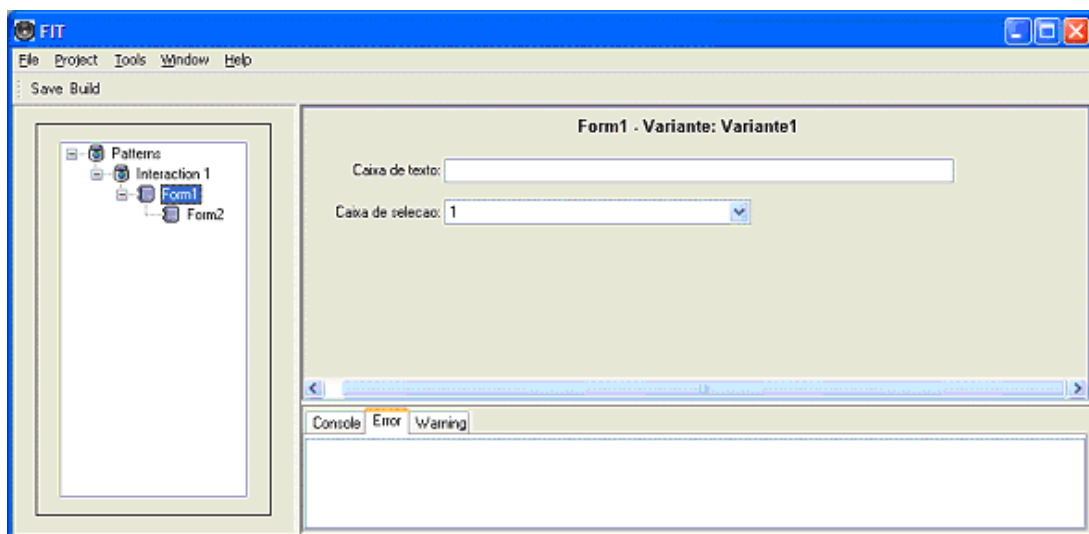 FIT
File Project Tools Window Help
Save Build
Patterns
Interaction 1
Form1
Form2
Form1 - Variante: Variante1
Caixa de texto:
Caixa de selecao: 1
Console Error Warning